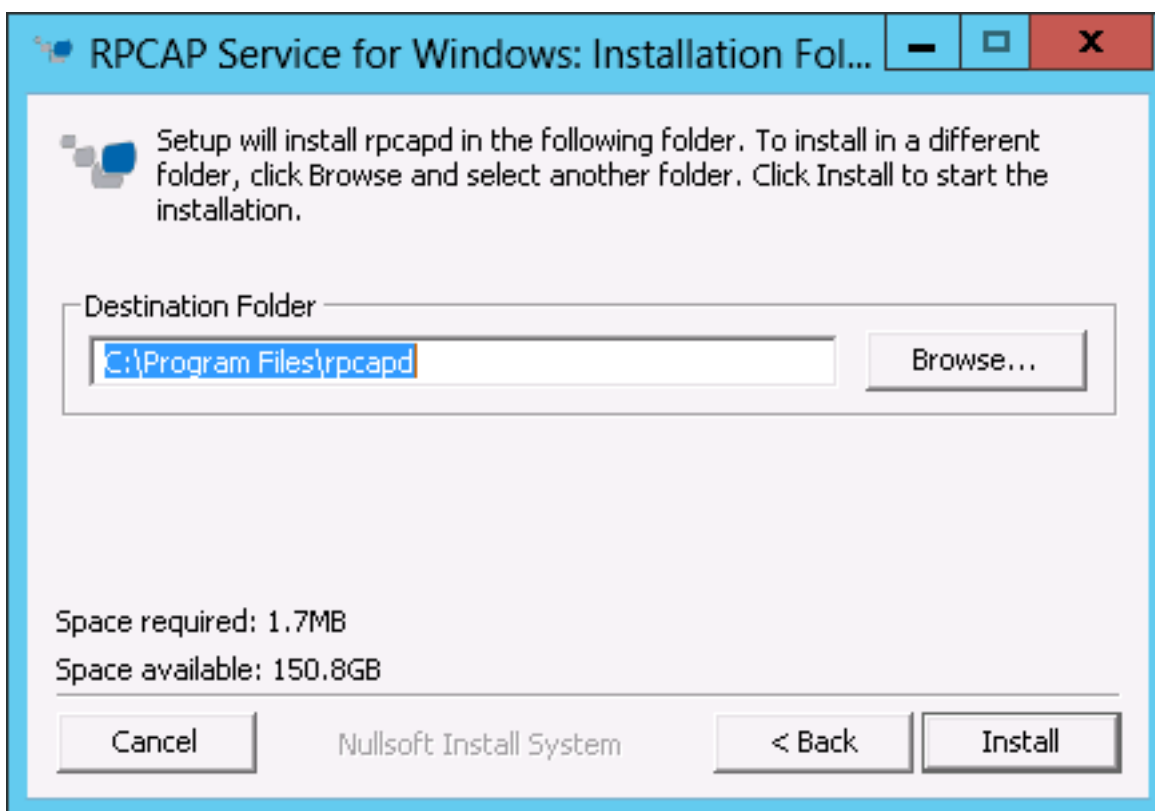 RPCAP Service for Windows: Installation Fol...
Setup will install rpcapd in the following folder. To install in a different
folder, click Browse and select another folder. Click Install to start the
installation.
Destination Folder
C:\Program Files\rpcapd
Browse...
Space required: 1.7MB
Space available: 150.8GB
Cancel
Nullsoft Install System
< Back
Install